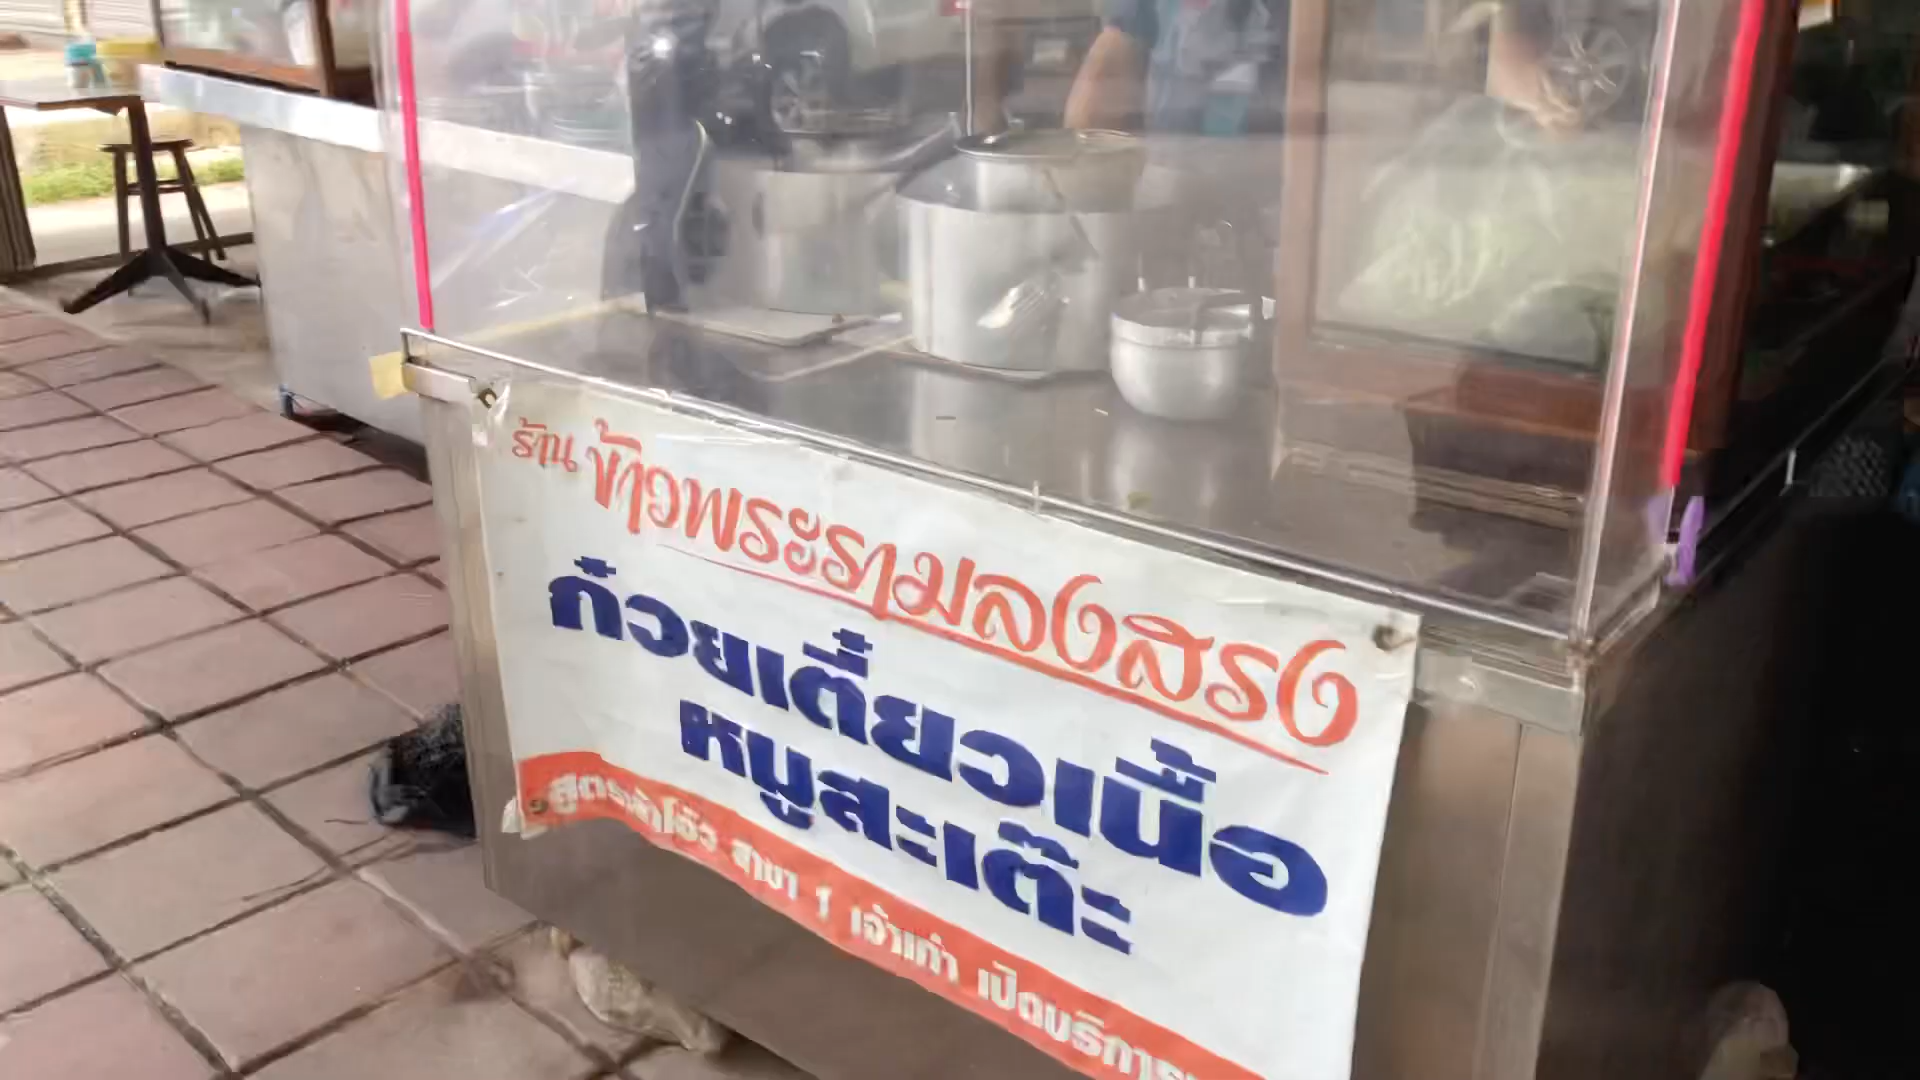 ร้าน ข้าวพระรามลงสรง
ก๋วยเตี๋ยวเนื้อ
หมูสะเต๊ะ
สาขา 1 เจ้าเก่า เปิดบริการ